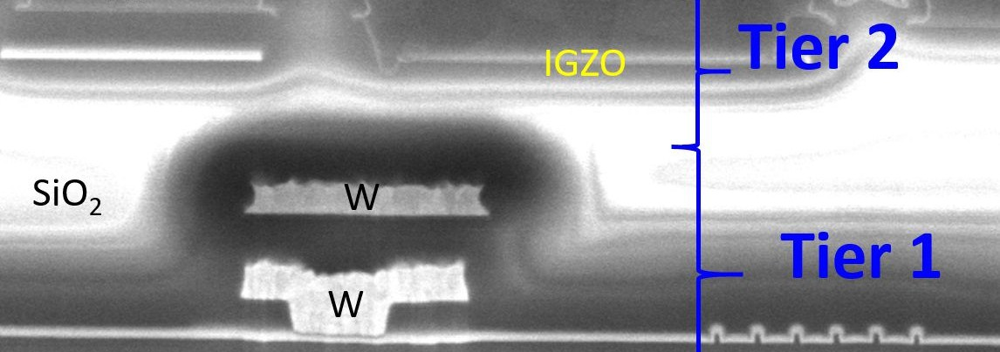 Tier 2
IGZO
SiO₂
W
Tier 1
W